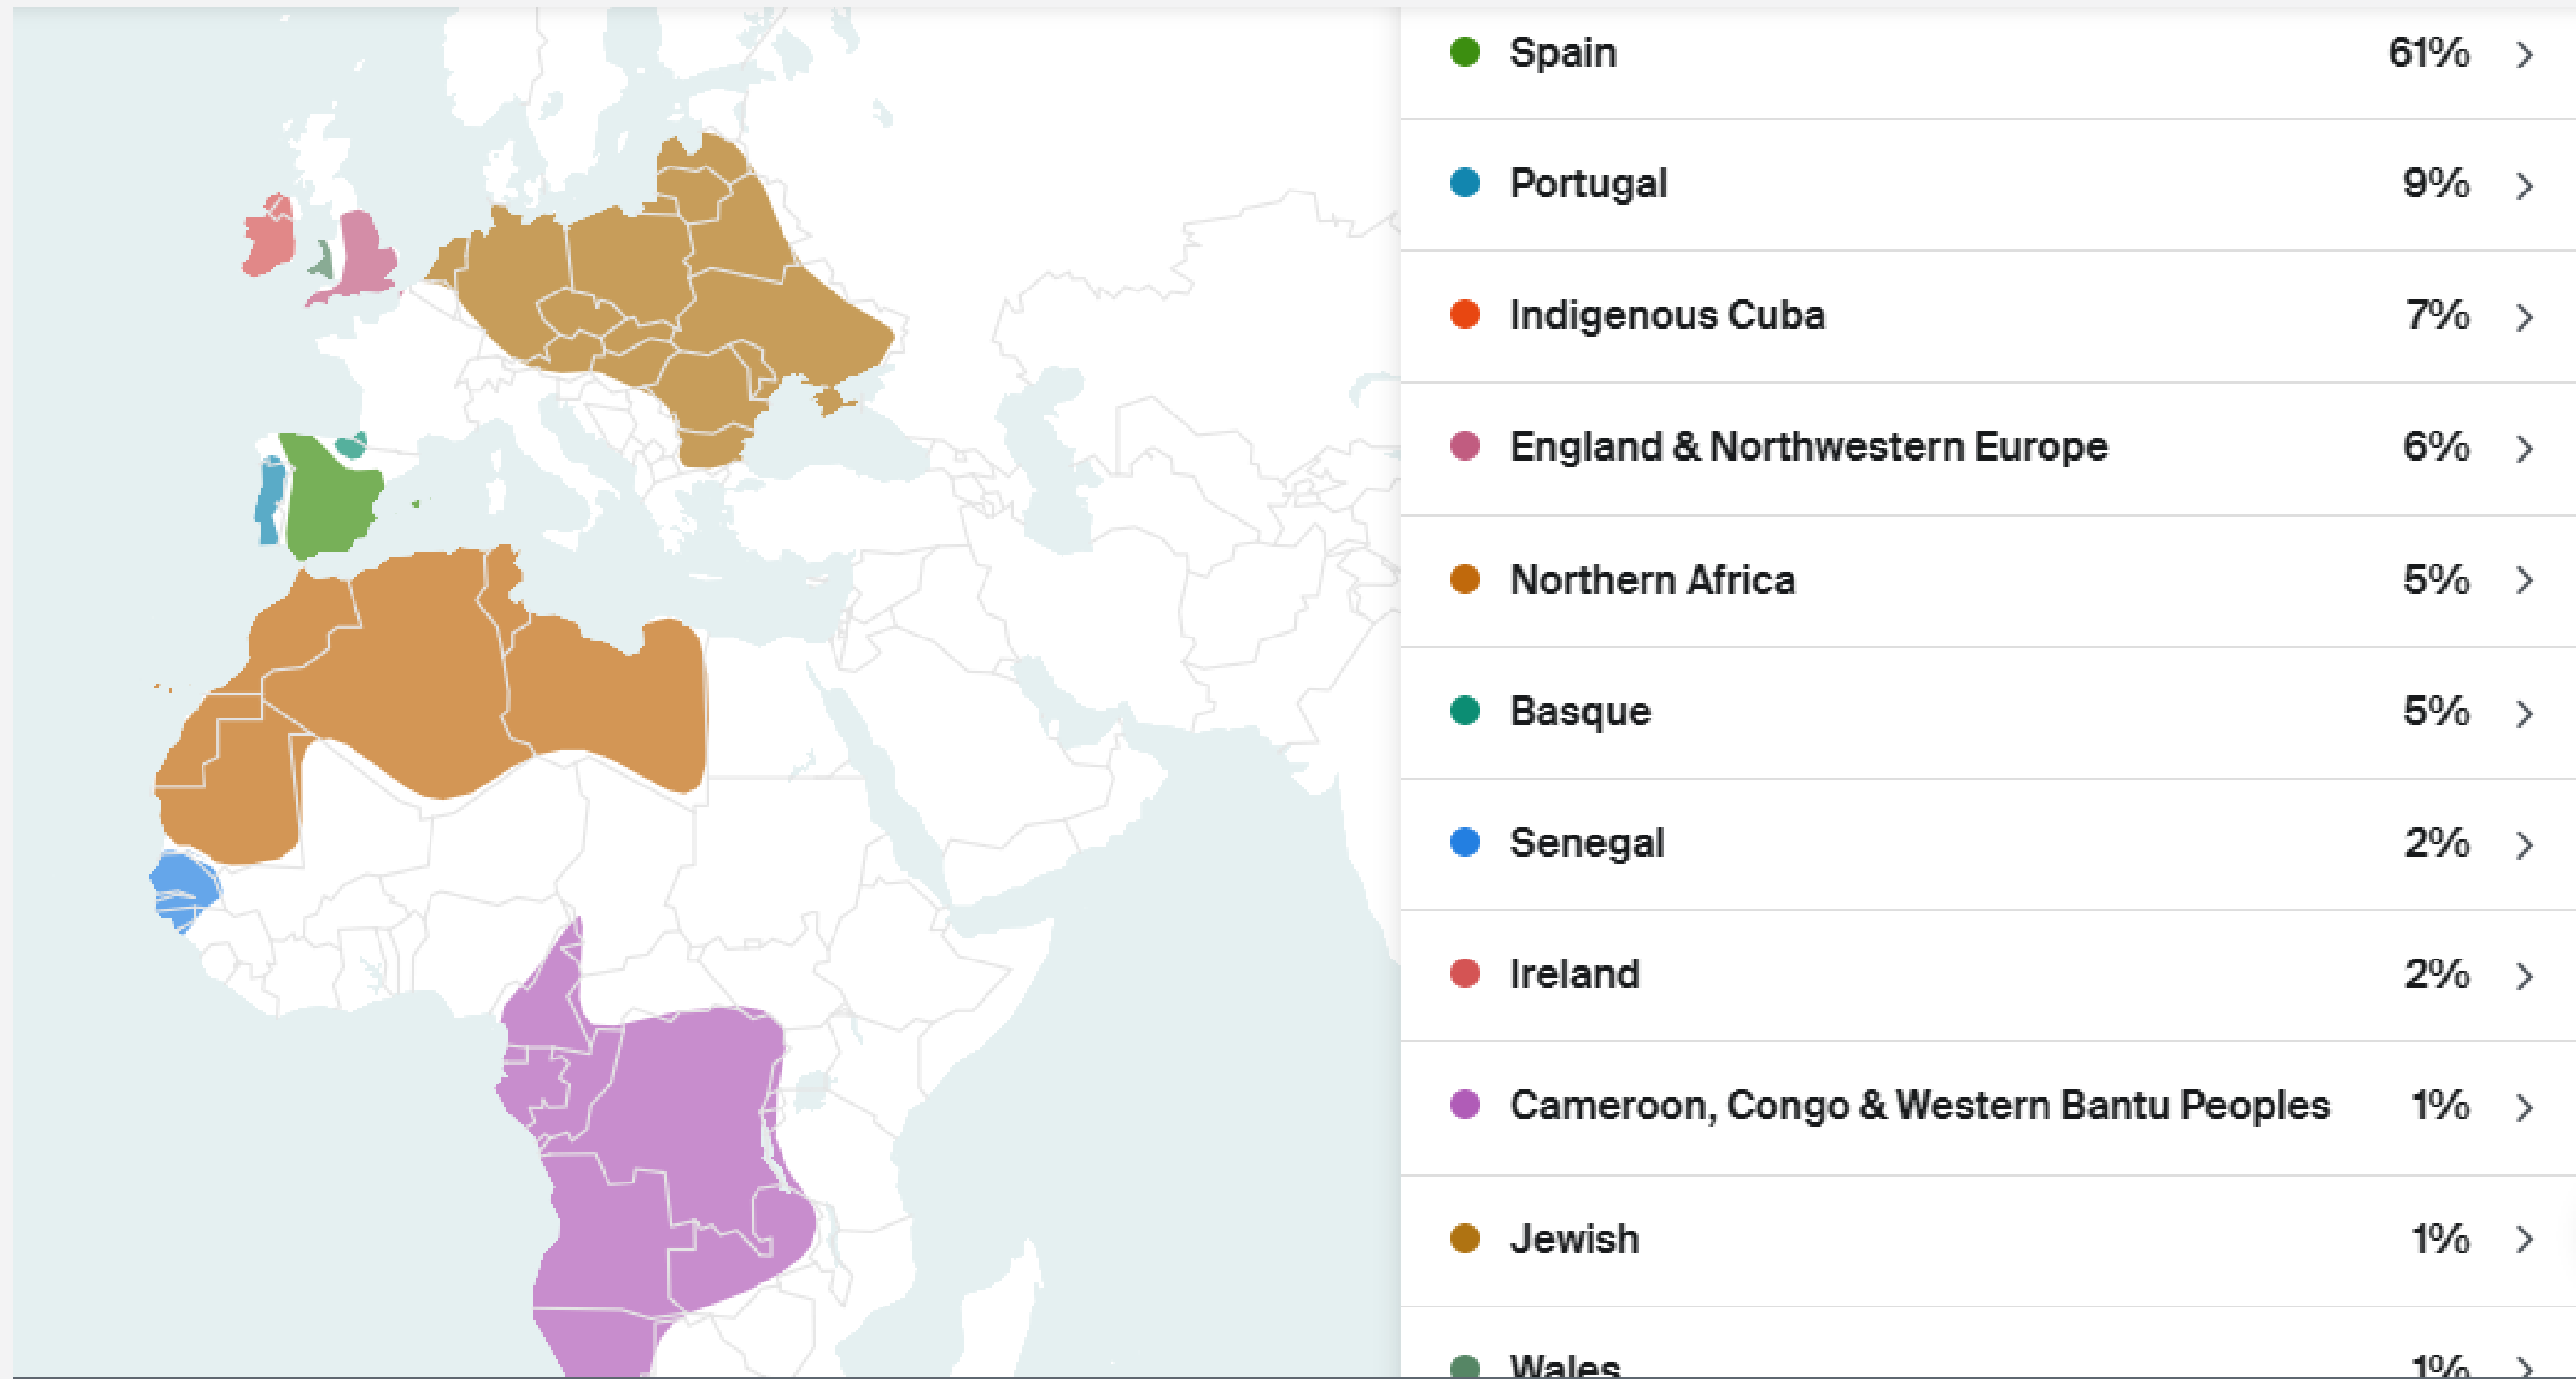 Spain 61%
Portugal 9%
Indigenous Cuba 7%
England & Northwestern Europe 6%
Northern Africa 5%
Basque 5%
Senegal 2%
Ireland 2%
Cameroon, Congo & Western Bantu Peoples 1%
Jewish 1%
Wales 1%